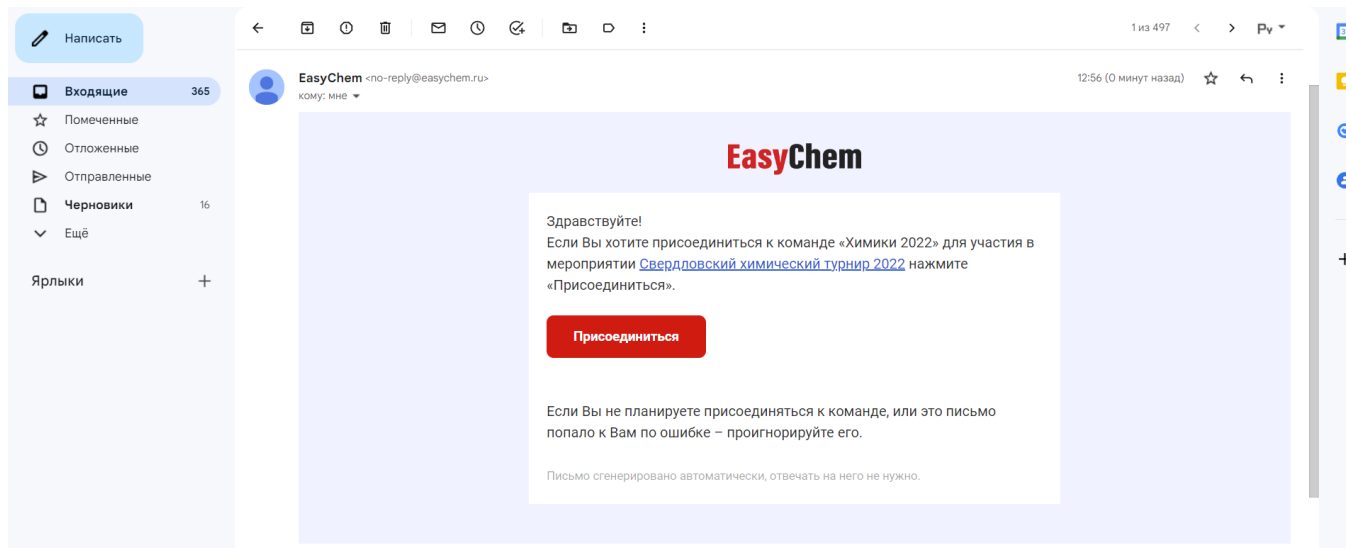 Написать
1 из 497
Ру
Входящие 365
Помеченные
Отложенные
Отправленные
Черновики 16
Ещё
Ярлыки
EasyChem <no-reply@easychem.ru>
12:56 (0 минут назад)
кому: мне
EasyChem
Здравствуйте!
Если Вы хотите присоединиться к команде «Химики 2022» для участия в
мероприятии Свердловский химический турнир 2022 нажмите
«Присоединиться».
Присоединиться
Если Вы не планируете присоединяться к команде, или это письмо
попало к Вам по ошибке – проигнорируйте его.
Письмо сгенерировано автоматически, отвечать на него не нужно.